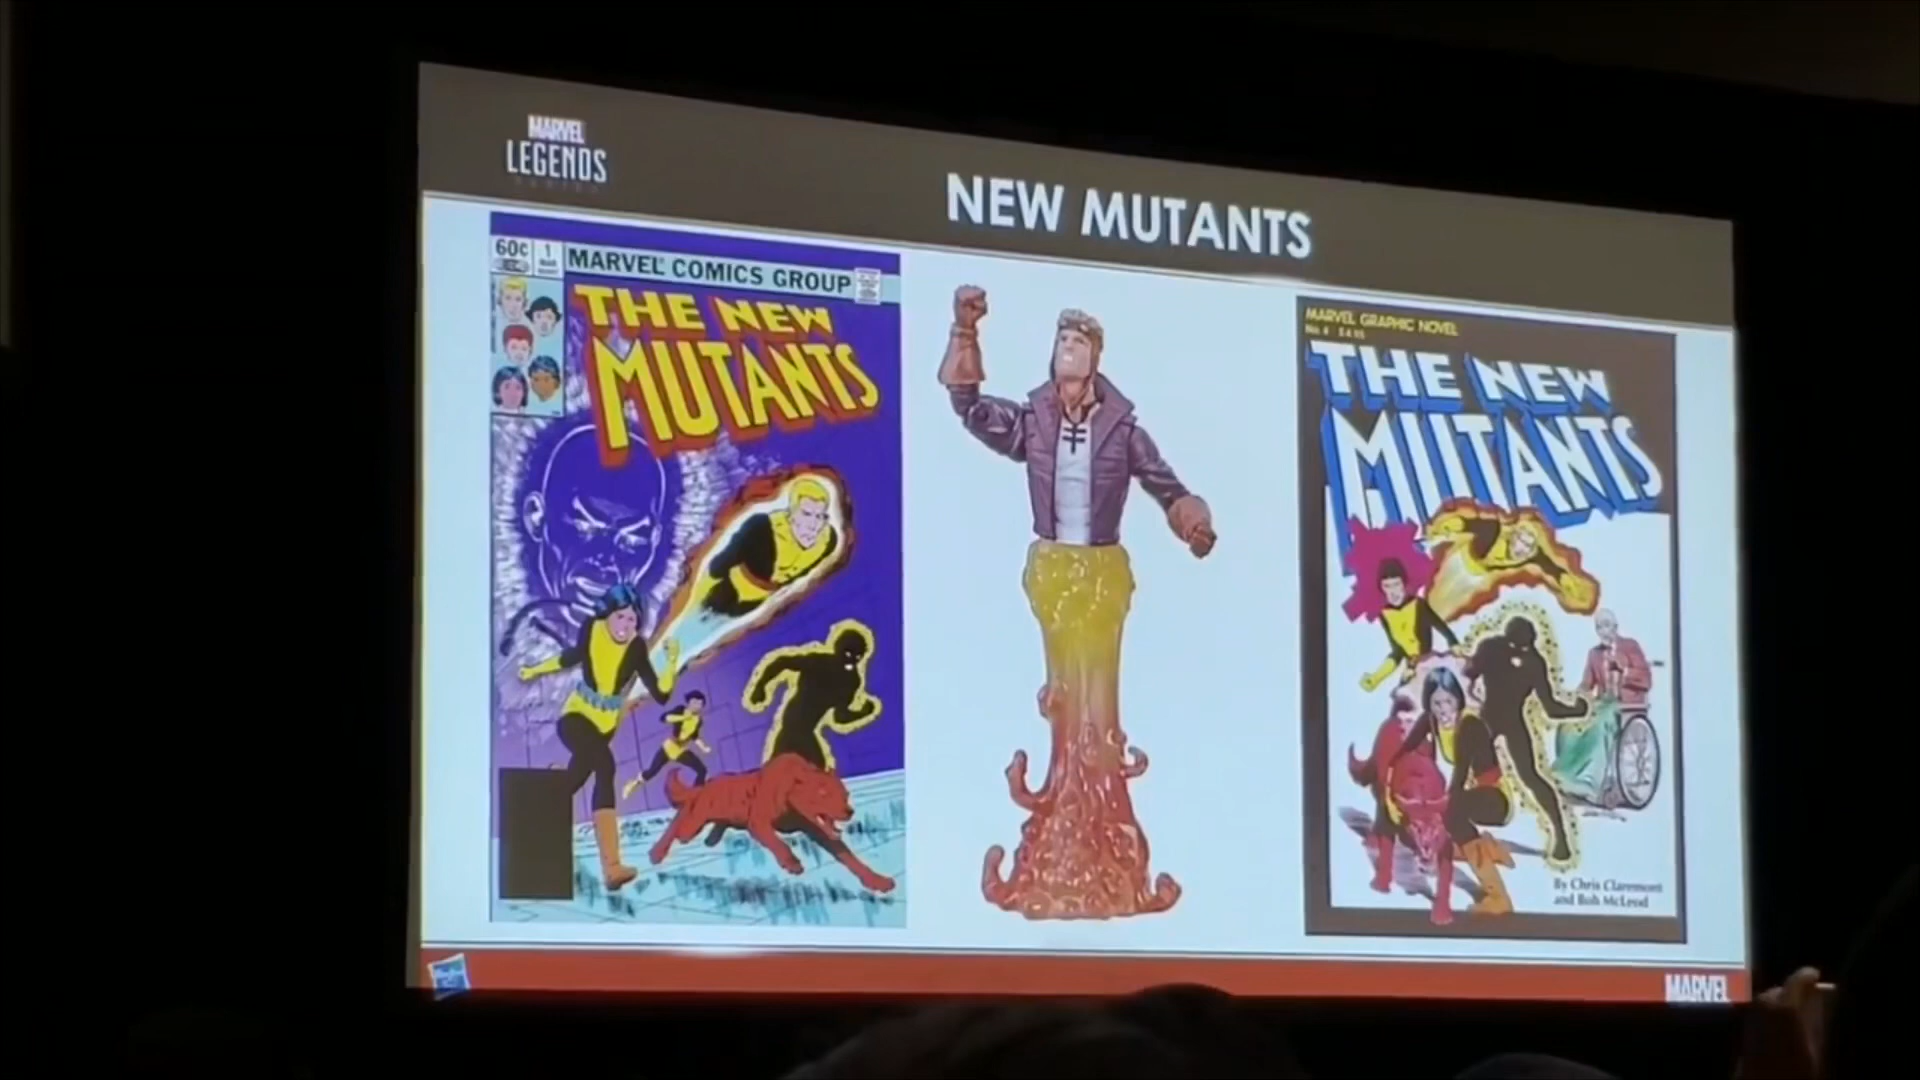 MARVEL
LEGENDS
NEW MUTANTS
60¢
1
MARVEL COMICS GROUP
THE NEW
MUTANTS
MARVEL GRAPHIC NOVEL
THE NEW
MUTANTS
By Chris Claremont
and Bob McLeod
MARVEL